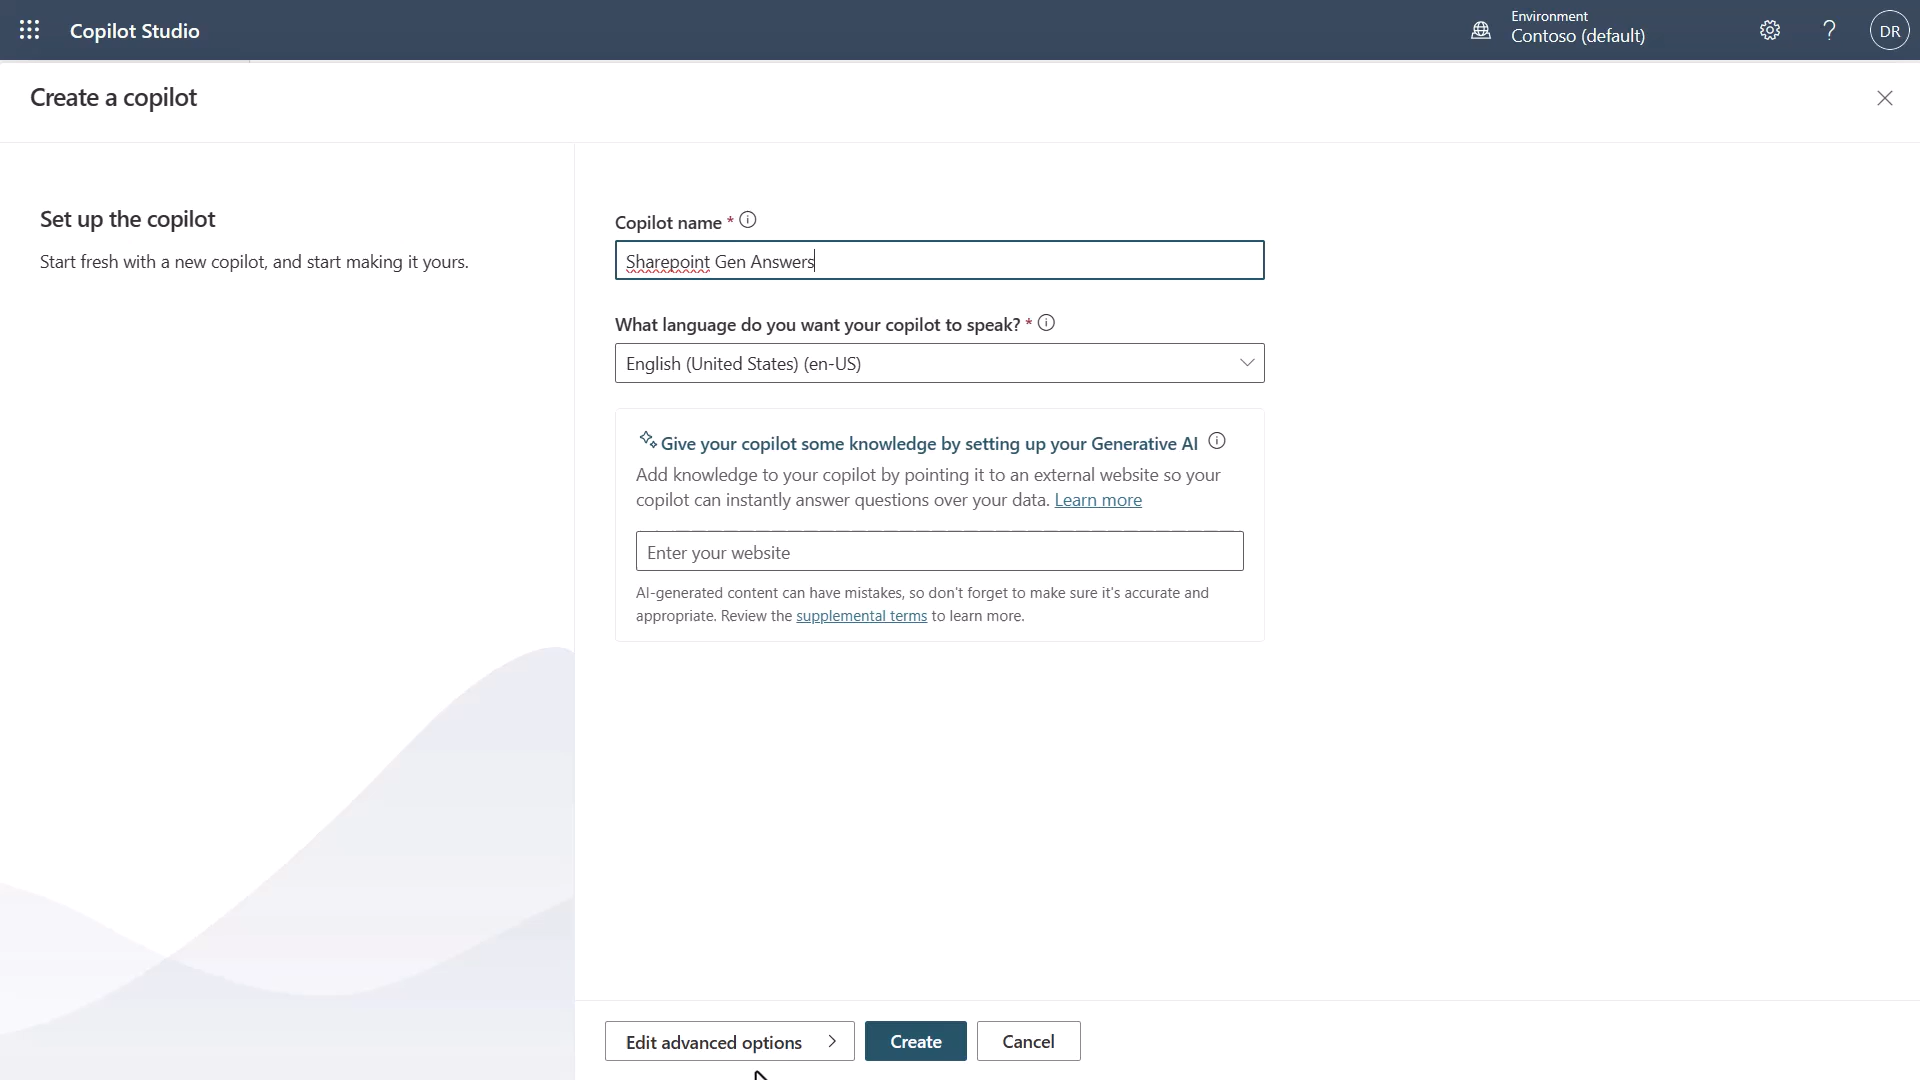 Copilot Studio
Environment
Contoso (default)
?
DR
Create a copilot
Set up the copilot
Start fresh with a new copilot, and start making it yours.
Copilot name *
Sharepoint Gen Answers
What language do you want your copilot to speak? *
English (United States) (en-US)
Give your copilot some knowledge by setting up your Generative AI
Add knowledge to your copilot by pointing it to an external website so your
copilot can instantly answer questions over your data. Learn more
Enter your website
AI-generated content can have mistakes, so don't forget to make sure it's accurate and
appropriate. Review the supplemental terms to learn more.
Edit advanced options
Create
Cancel